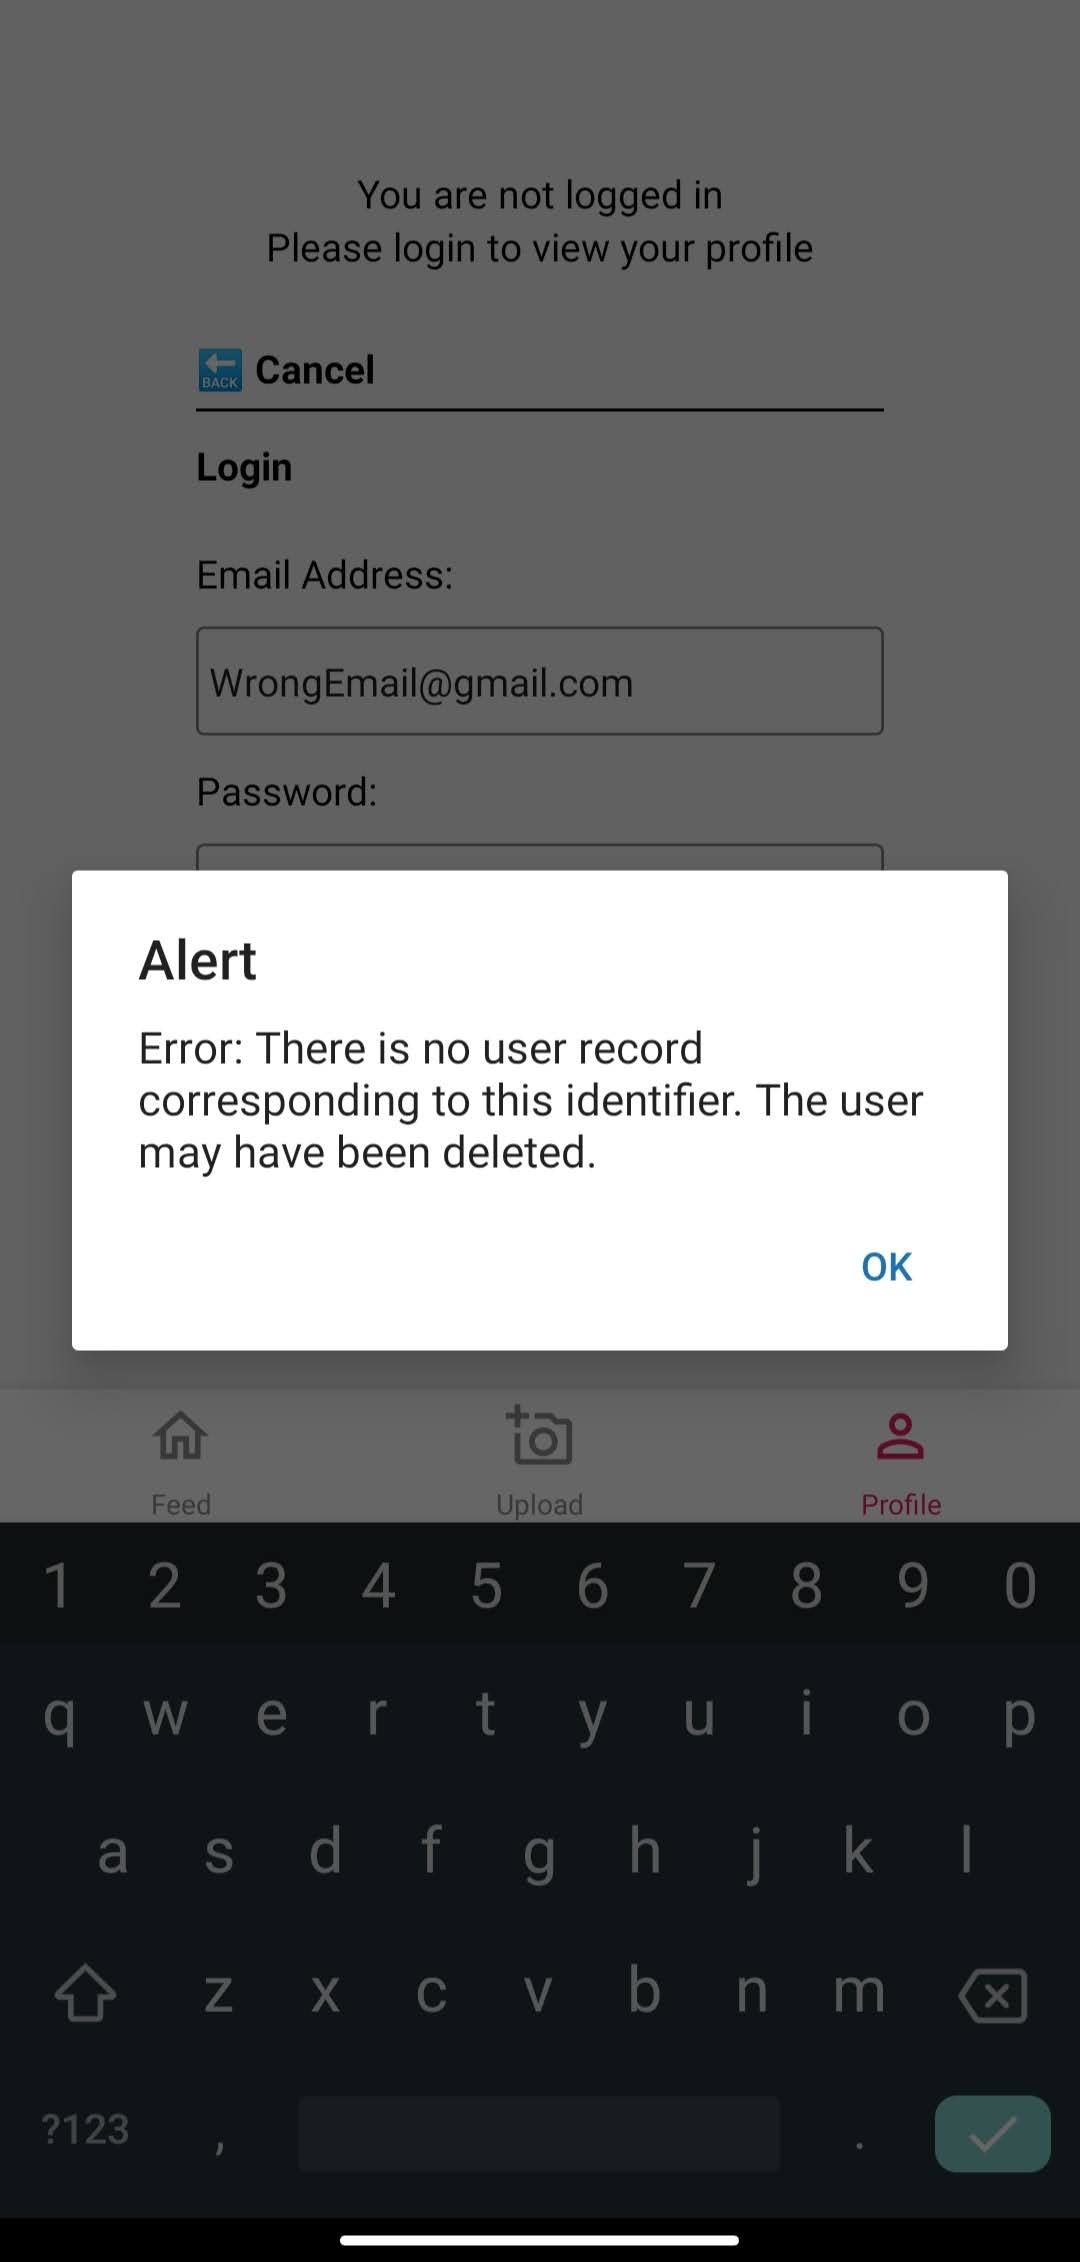 You are not logged in
Please login to view your profile
BACK Cancel
Login
Email Address:
WrongEmail@gmail.com
Password:
Alert
Error: There is no user record
corresponding to this identifier. The user
may have been deleted.
OK
Feed Upload Profile
1 2 3 4 5 6 7 8 9 0
q w e r t y u i o p
a s d f g h j k l
z x c v b n m
?123 , .